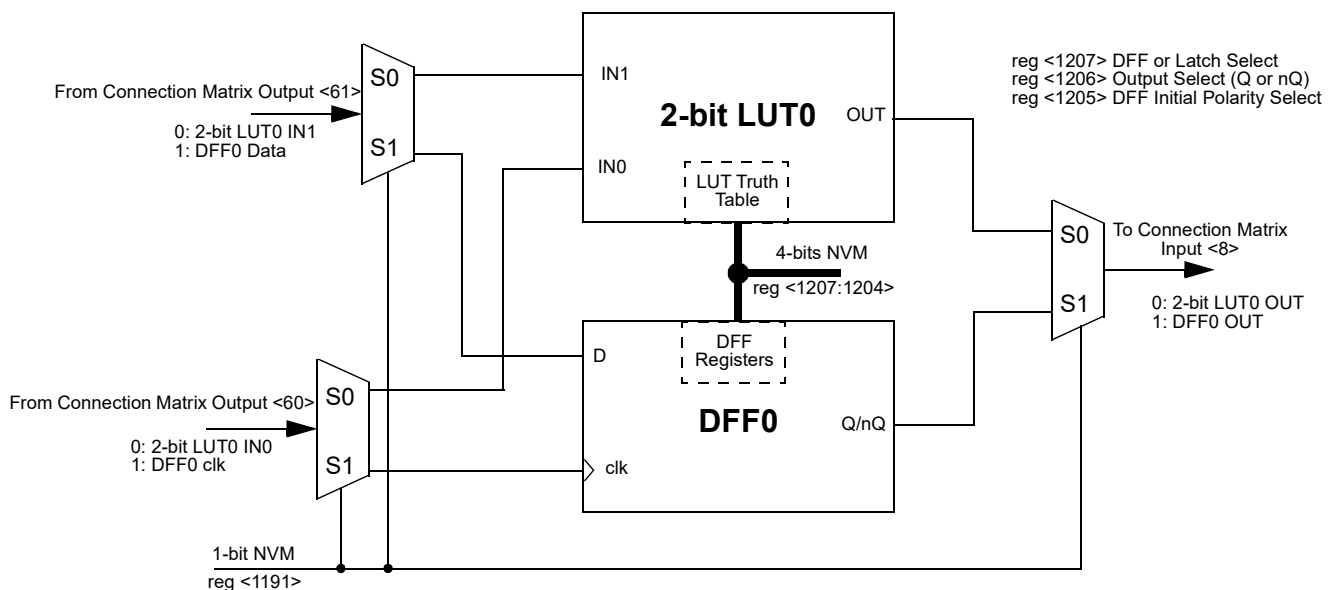 From Connection Matrix Output <61>
0: 2-bit LUT0 IN1
1: DFF0 Data
S0
S1
IN1
IN0
2-bit LUT0
OUT
LUT Truth
Table
reg <1207> DFF or Latch Select
reg <1206> Output Select (Q or nQ)
reg <1205> DFF Initial Polarity Select
4-bits NVM
reg <1207:1204>
S0
S1
To Connection Matrix
Input <8>
0: 2-bit LUT0 OUT
1: DFF0 OUT
From Connection Matrix Output <60>
0: 2-bit LUT0 IN0
1: DFF0 clk
S0
S1
D
clk
DFF
Registers
DFF0
Q/nQ
1-bit NVM
reg <1191>